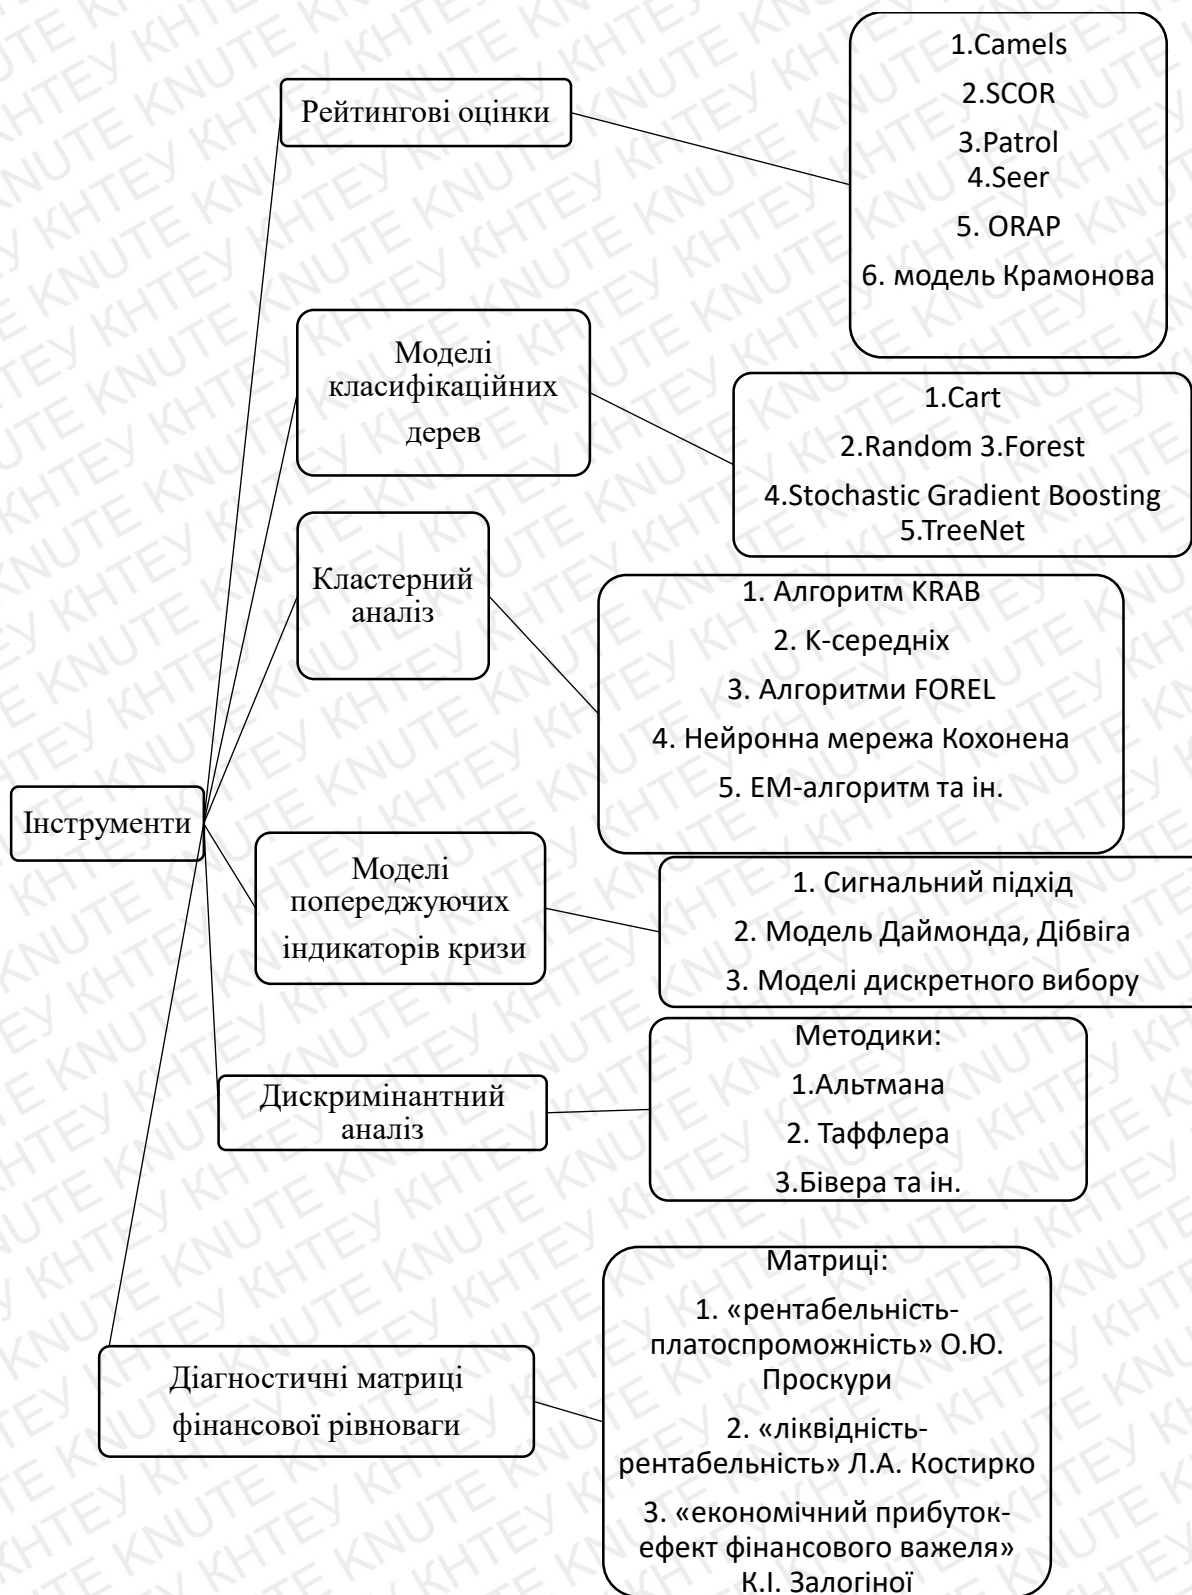 Інструменти
Рейтингові оцінки
1.Camels
2.SCOR
3.Patrol
4.Seer
5. ORAP
6. модель Крамонова
Моделі
класифікаційних
дерев
1.Cart
2.Random 3.Forest
4.Stochastic Gradient Boosting
5.TreeNet
Кластерний
аналіз
1. Алгоритм KRAB
2. К-середніх
3. Алгоритми FOREL
4. Нейронна мережа Кохонена
5. ЕМ-алгоритм та ін.
Моделі
попереджуючих
індикаторів кризи
1. Сигнальний підхід
2. Модель Даймонда, Дібвіга
3. Моделі дискретного вибору
Дискримінантний
аналіз
Методики:
1.Альтмана
2. Таффлера
3.Бівера та ін.
Діагностичні матриці
фінансової рівноваги
Матриці:
1. «рентабельність-
платоспроможність» О.Ю.
Проскури
2. «ліквідність-
рентабельність» Л.А. Костирко
3. «економічний прибуток-
ефект фінансового важеля»
К.І. Залогіної